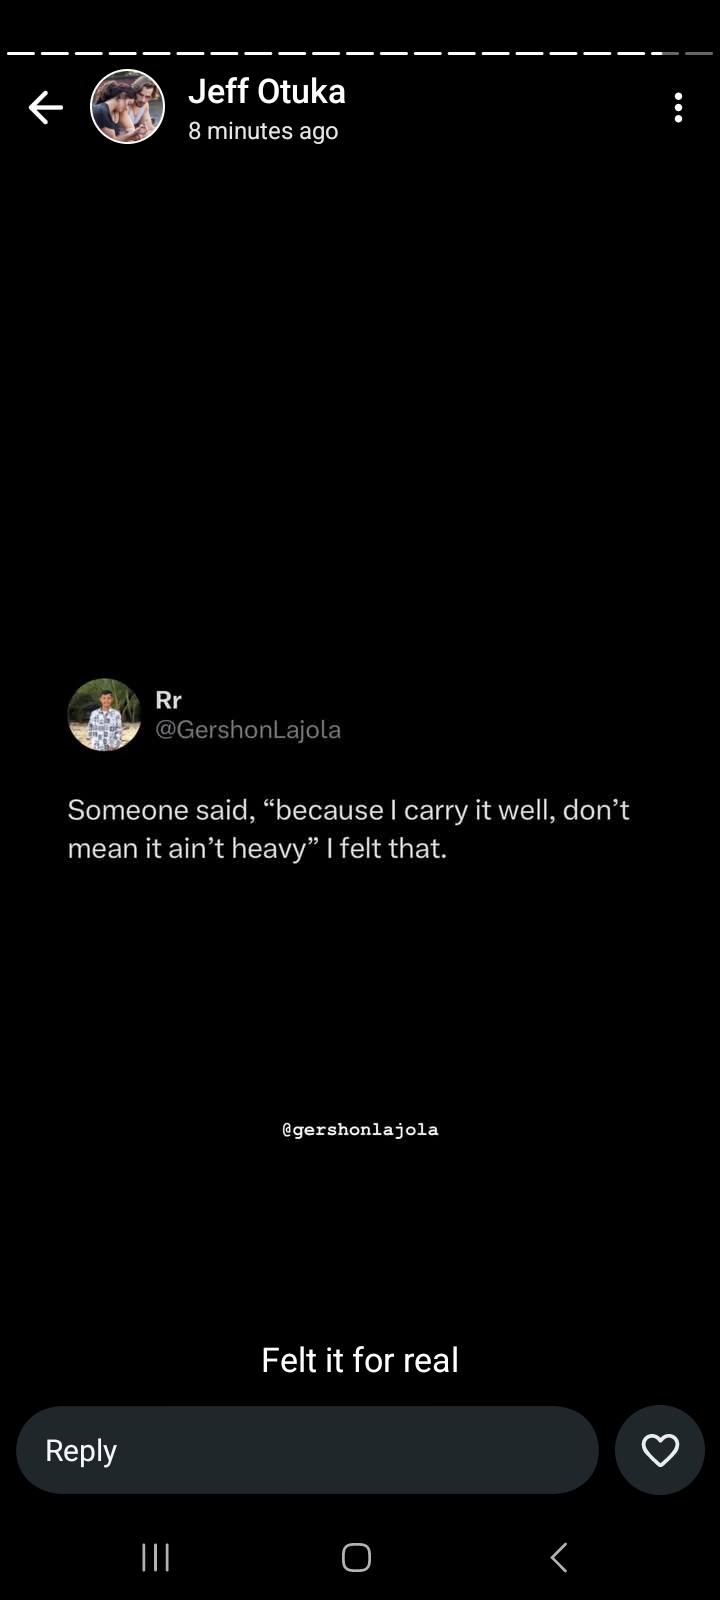 Jeff Otuka
8 minutes ago
Rr
@GershonLajola
Someone said, “because I carry it well, don’t
mean it ain’t heavy” I felt that.
@gershonlajola
Felt it for real
Reply